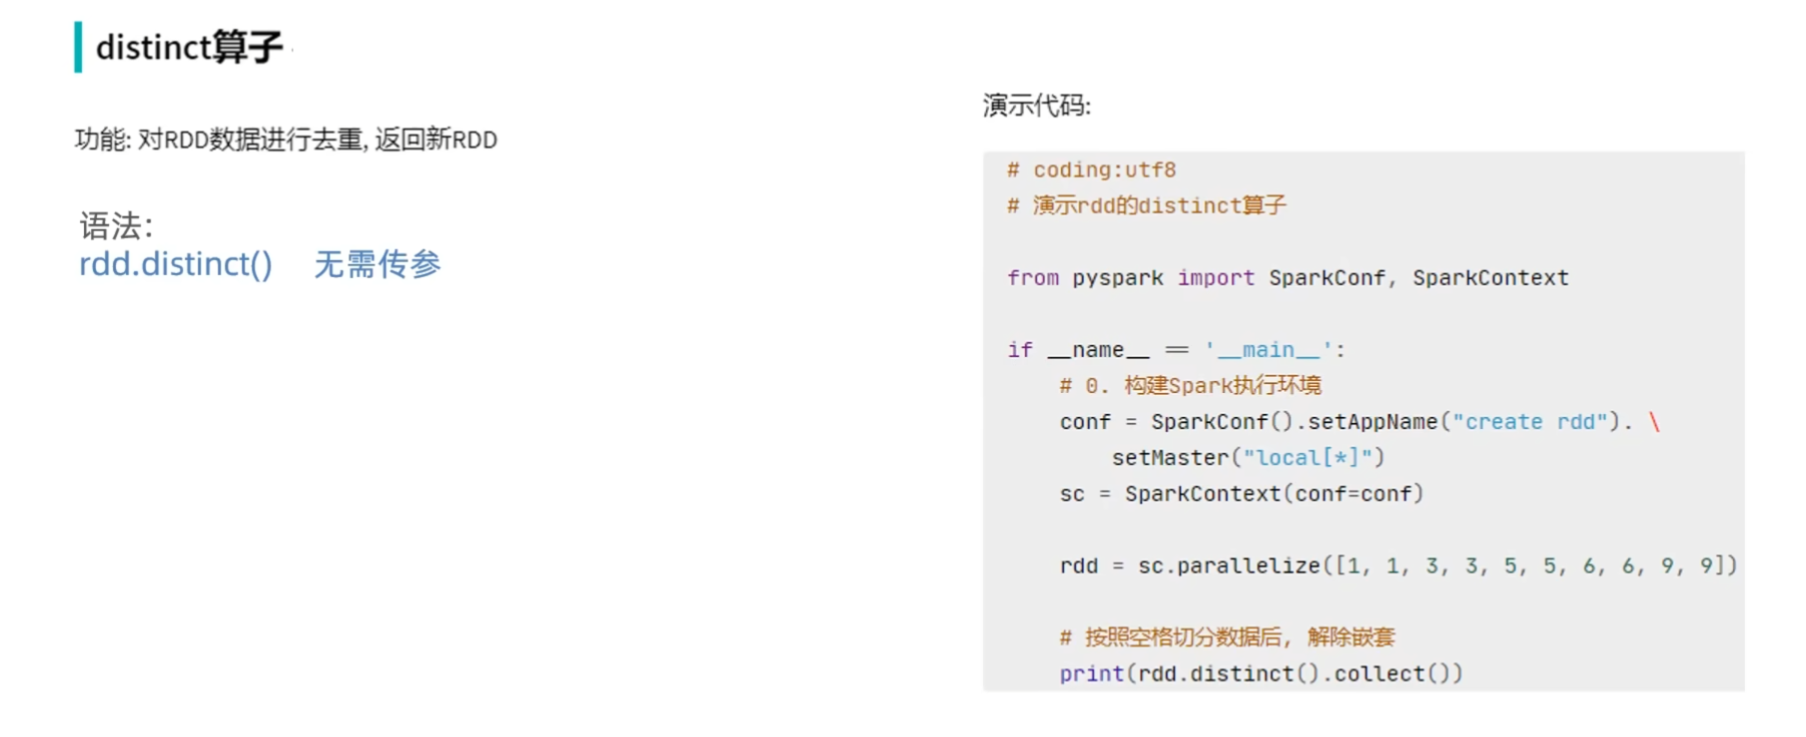 distinct算子
功能: 对RDD数据进行去重, 返回新RDD
语法:
rdd.distinct() 无需传参
演示代码:
# coding:utf8
# 演示rdd的distinct算子
from pyspark import SparkConf, SparkContext
if __name__ == '__main__':
# 0. 构建Spark执行环境
conf = SparkConf().setAppName("create rdd"). \
setMaster("local[*]")
sc = SparkContext(conf=conf)
rdd = sc.parallelize([1, 1, 3, 3, 5, 5, 6, 6, 9, 9])
# 按照空格切分数据后, 解除嵌套
print(rdd.distinct().collect())